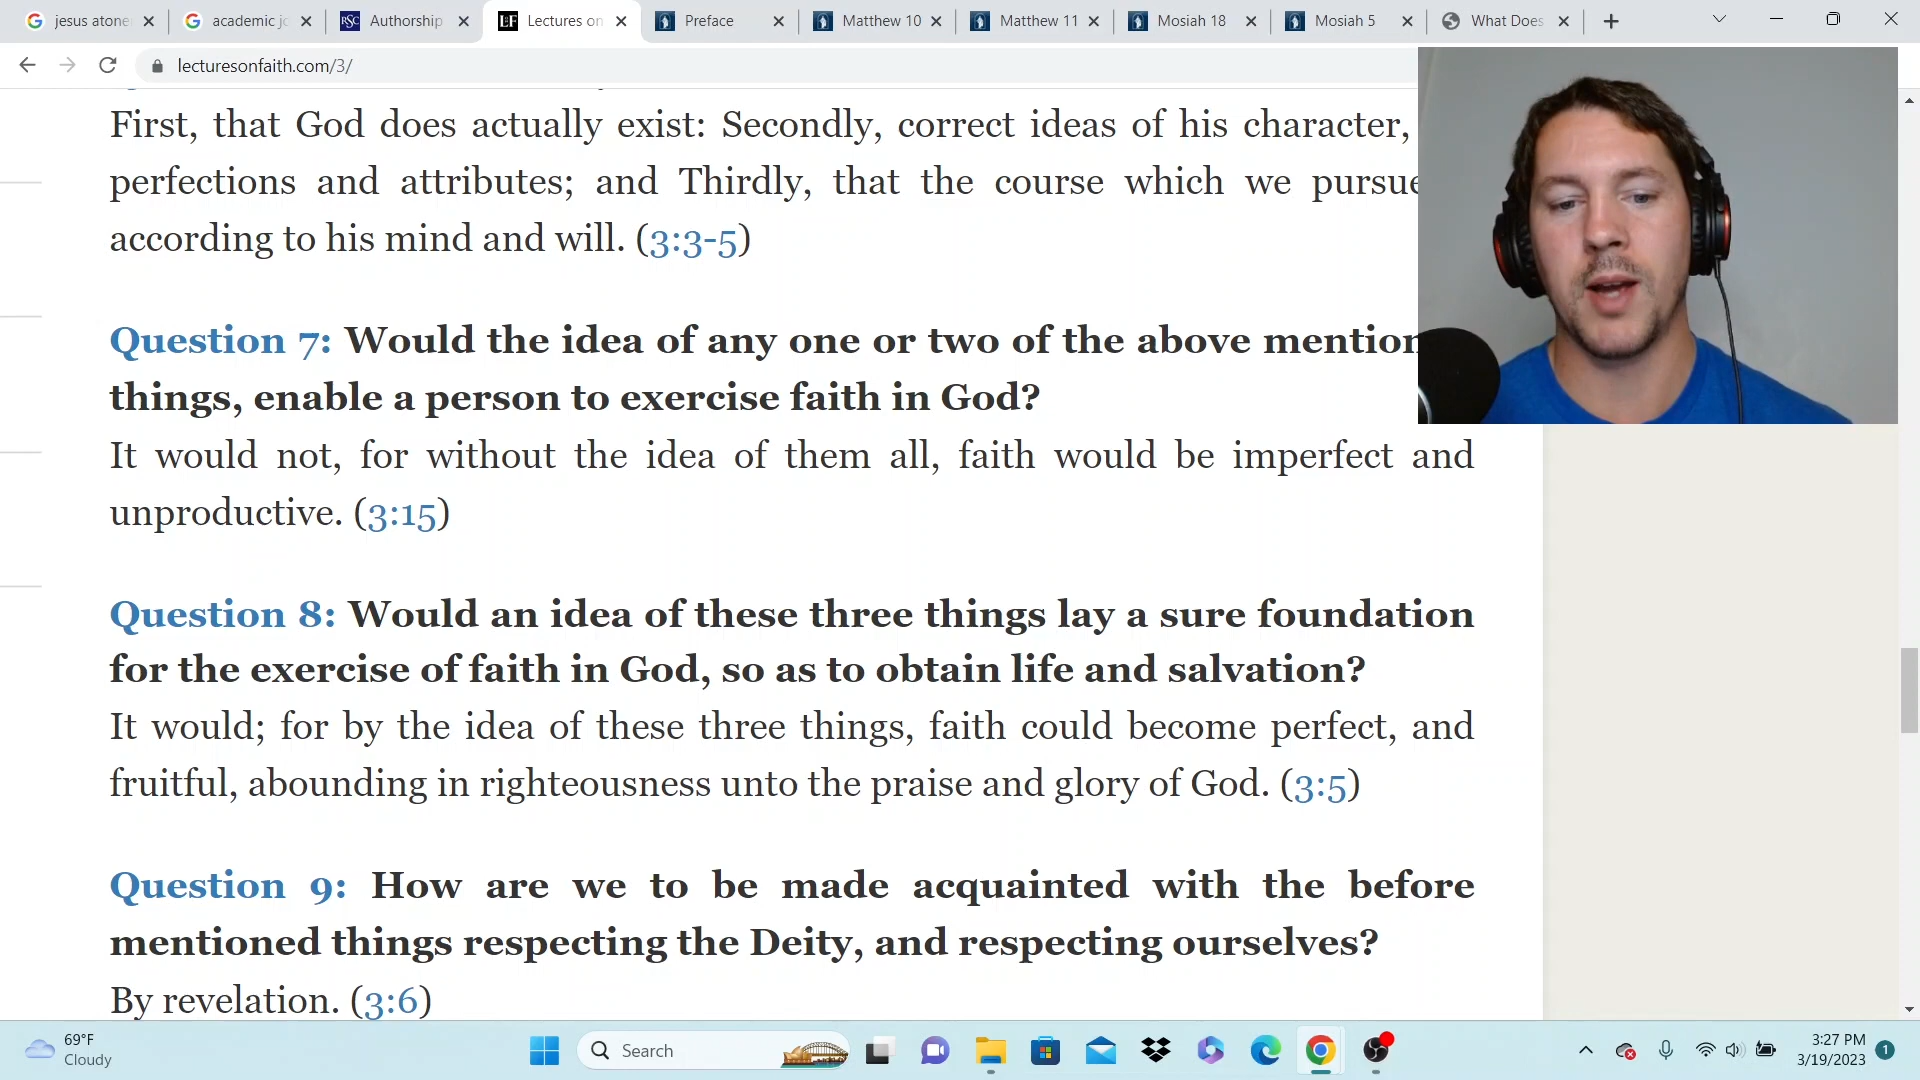 jesus atone
academic jo
RSC
Authorship
LoF
Lectures on
Preface
Matthew 10
Matthew 11
Mosiah 18
Mosiah 5
What Does
lecturesonfaith.com/3/
First, that God does actually exist: Secondly, correct ideas of his character,
perfections and attributes; and Thirdly, that the course which we pursue
according to his mind and will. (3:3-5)
Question 7: Would the idea of any one or two of the above mention
things, enable a person to exercise faith in God?
It would not, for without the idea of them all, faith would be imperfect and
unproductive. (3:15)
Question 8: Would an idea of these three things lay a sure foundation
for the exercise of faith in God, so as to obtain life and salvation?
It would; for by the idea of these three things, faith could become perfect, and
fruitful, abounding in righteousness unto the praise and glory of God. (3:5)
Question 9: How are we to be made acquainted with the before
mentioned things respecting the Deity, and respecting ourselves?
By revelation. (3:6)
69°F
Cloudy
Search
3:27 PM
3/19/2023
1